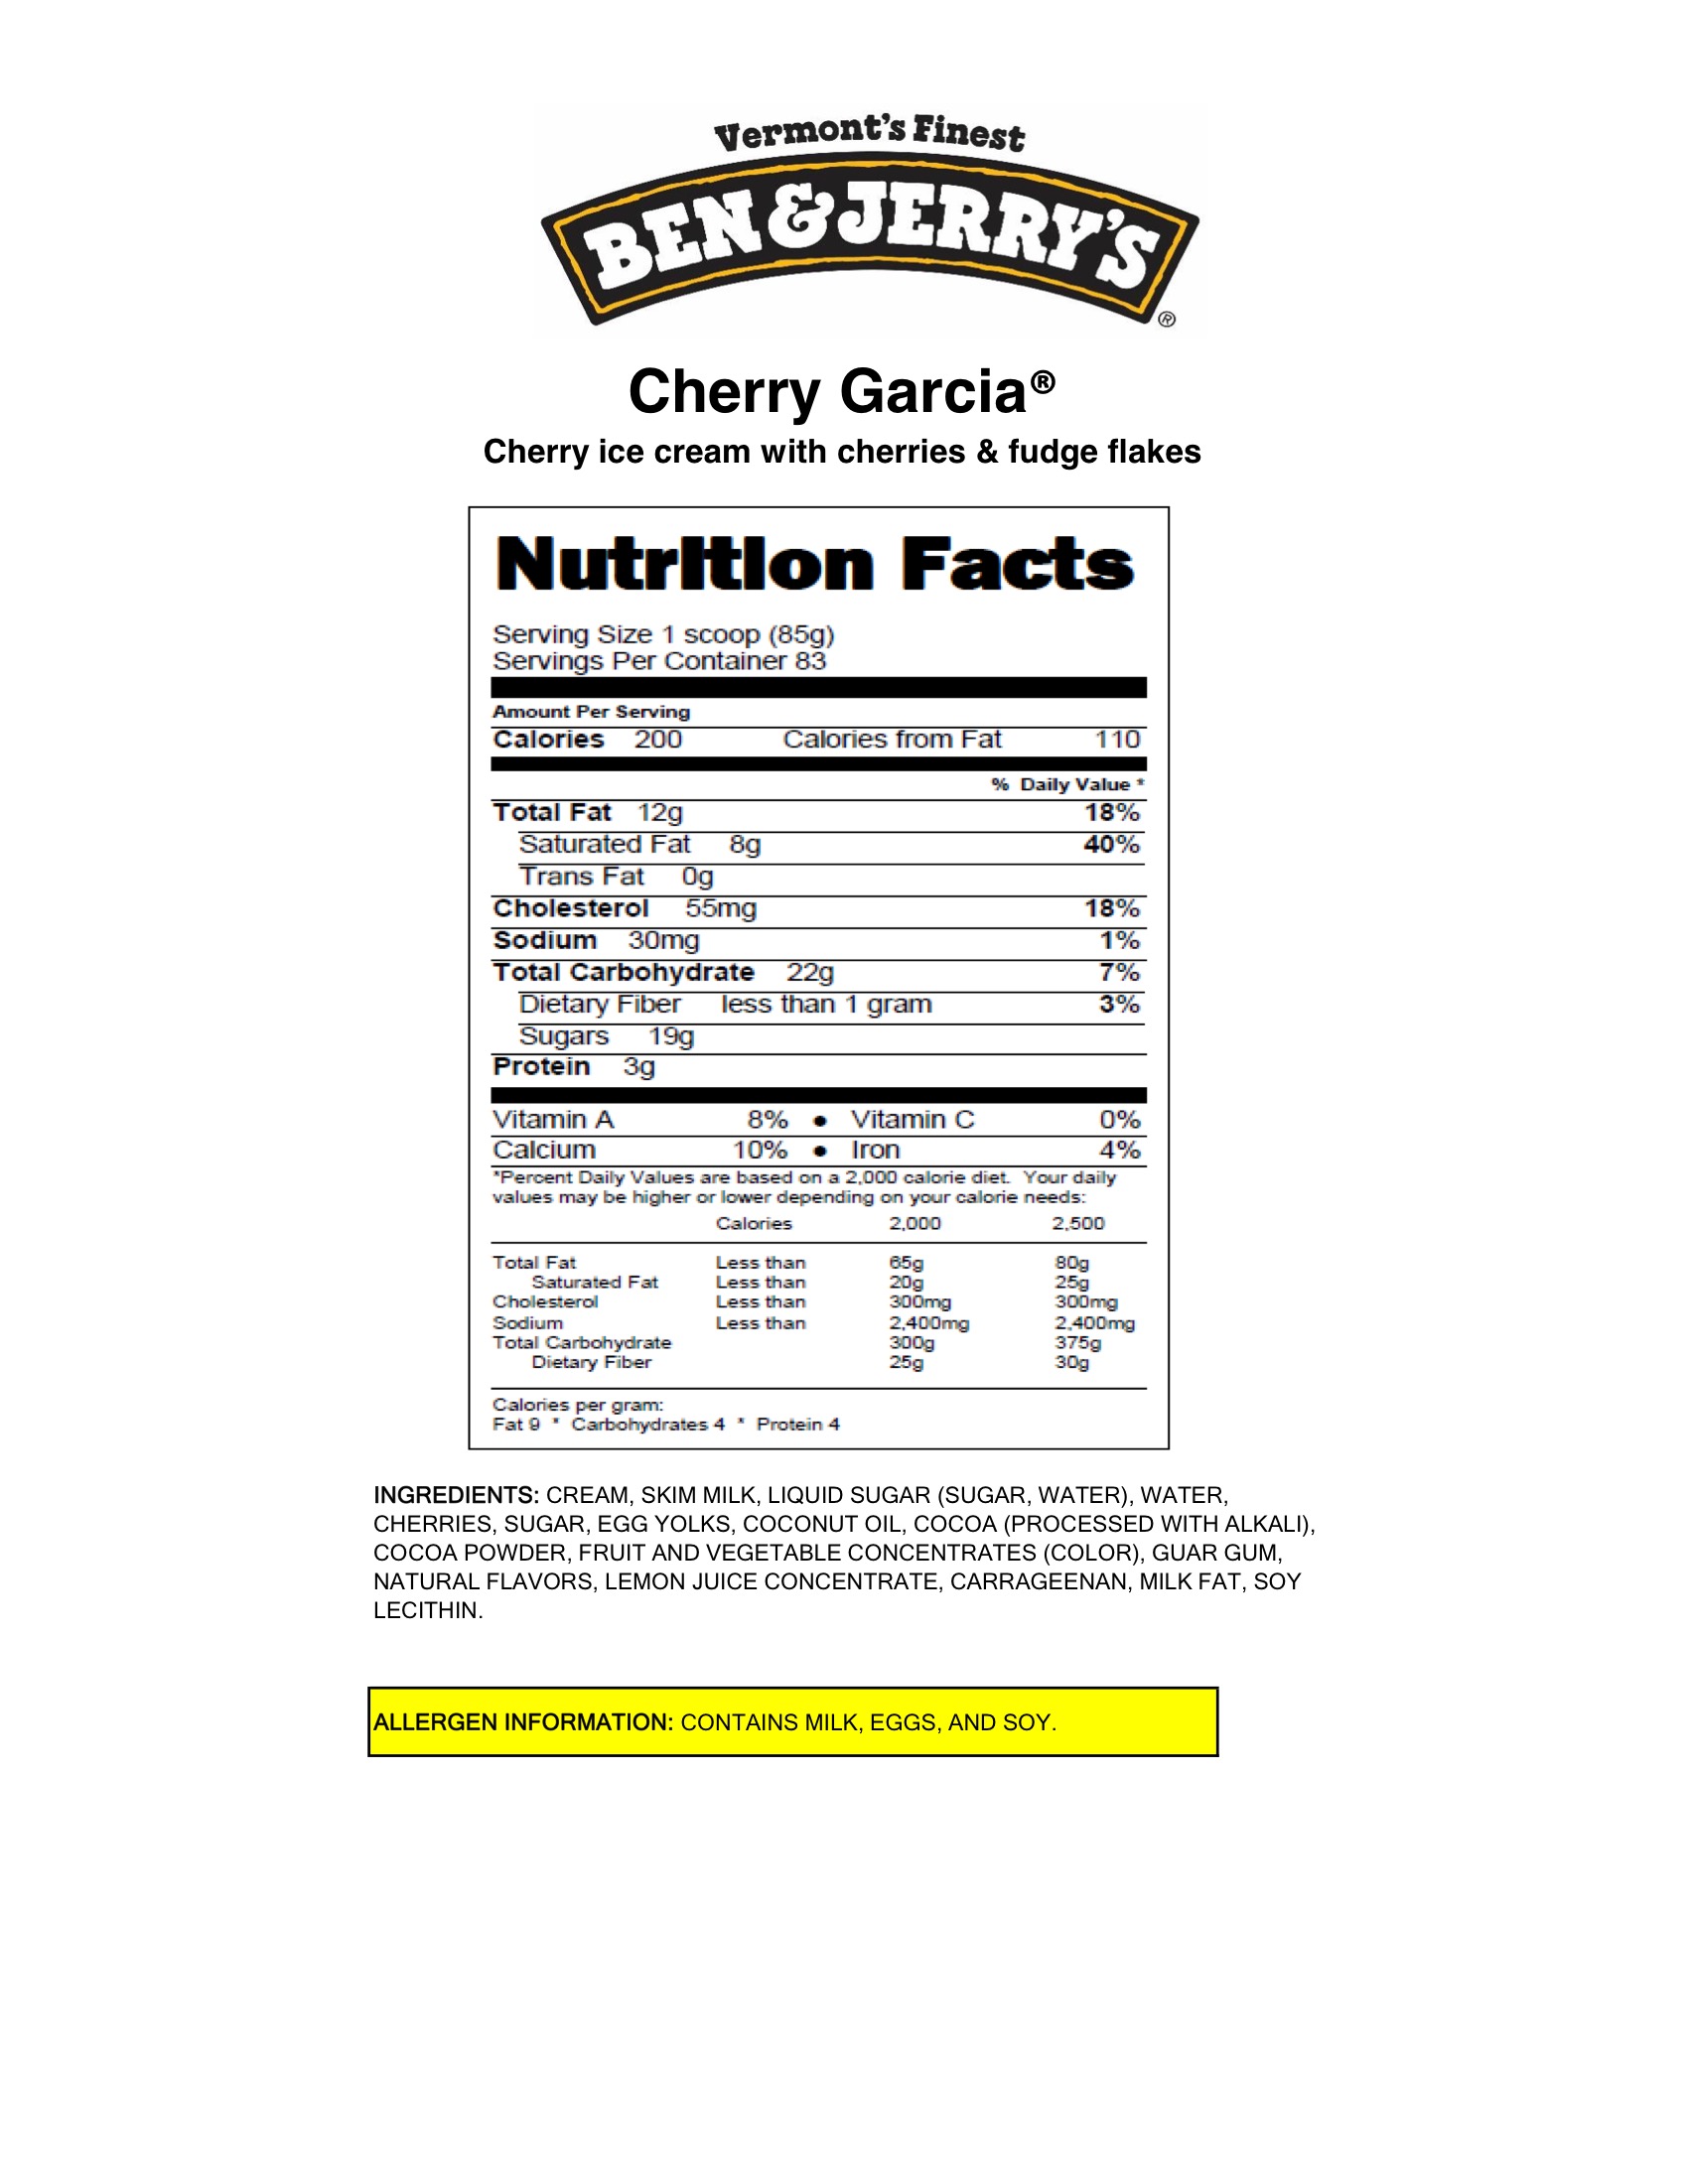 Vermont's Finest
BEN & JERRY'S ®
Cherry Garcia®
Cherry ice cream with cherries & fudge flakes
Nutrition Facts
Serving Size 1 scoop (85g)
Servings Per Container 83
Amount Per Serving
Calories 200 Calories from Fat 110
% Daily Value *
Total Fat 12g 18%
Saturated Fat 8g 40%
Trans Fat 0g
Cholesterol 55mg 18%
Sodium 30mg 1%
Total Carbohydrate 22g 7%
Dietary Fiber less than 1 gram 3%
Sugars 19g
Protein 3g
Vitamin A 8% • Vitamin C 0%
Calcium 10% • Iron 4%
*Percent Daily Values are based on a 2,000 calorie diet. Your daily
values may be higher or lower depending on your calorie needs:
Calories 2,000 2,500
Total Fat Less than 65g 80g
Saturated Fat Less than 20g 25g
Cholesterol Less than 300mg 300mg
Sodium Less than 2,400mg 2,400mg
Total Carbohydrate 300g 375g
Dietary Fiber 25g 30g
Calories per gram:
Fat 9 * Carbohydrates 4 * Protein 4
INGREDIENTS: CREAM, SKIM MILK, LIQUID SUGAR (SUGAR, WATER), WATER,
CHERRIES, SUGAR, EGG YOLKS, COCONUT OIL, COCOA (PROCESSED WITH ALKALI),
COCOA POWDER, FRUIT AND VEGETABLE CONCENTRATES (COLOR), GUAR GUM,
NATURAL FLAVORS, LEMON JUICE CONCENTRATE, CARRAGEENAN, MILK FAT, SOY
LECITHIN.
ALLERGEN INFORMATION: CONTAINS MILK, EGGS, AND SOY.